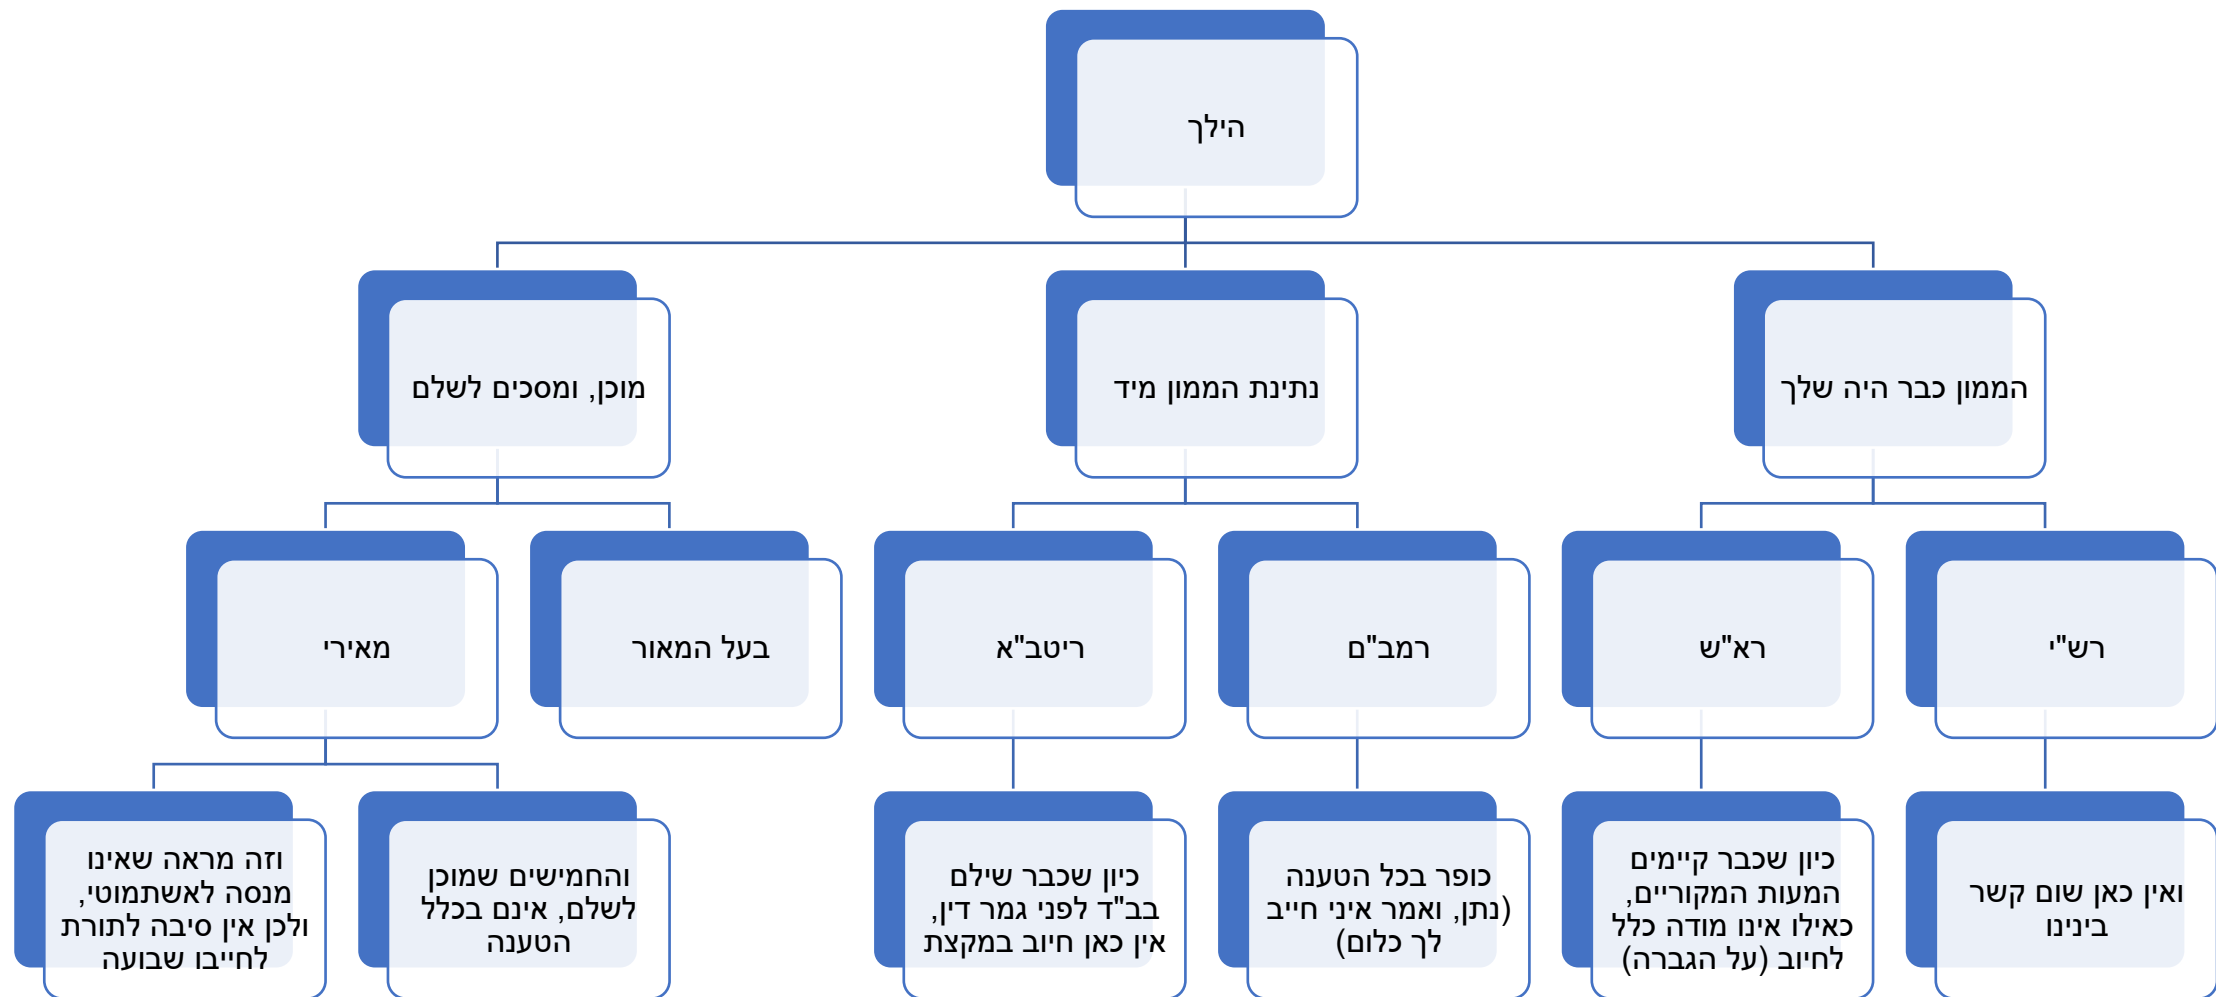 הילך
הממון כבר היה שלך
נתינת הממון מיד
מוכן, ומסכים לשלם
רש"י
רא"ש
רמב"ם
ריטב"א
בעל המאור
מאירי
ואין כאן שום קשר
בינינו
כיון שכבר קיימים
המעות המקוריים,
כאילו אינו מודה כלל
לחיוב (על הגברה)
כופר בכל הטענה
(נתן, ואמר איני חייב
לך כלום)
כיון שכבר שילם
בב"ד לפני גמר דין,
אין כאן חיוב במקצת
והחמישים שמוכן
לשלם, אינם בכלל
הטענה
וזה מראה שאינו
מנסה לאשתמוטי,
ולכן אין סיבה לתורת
לחייבו שבועה